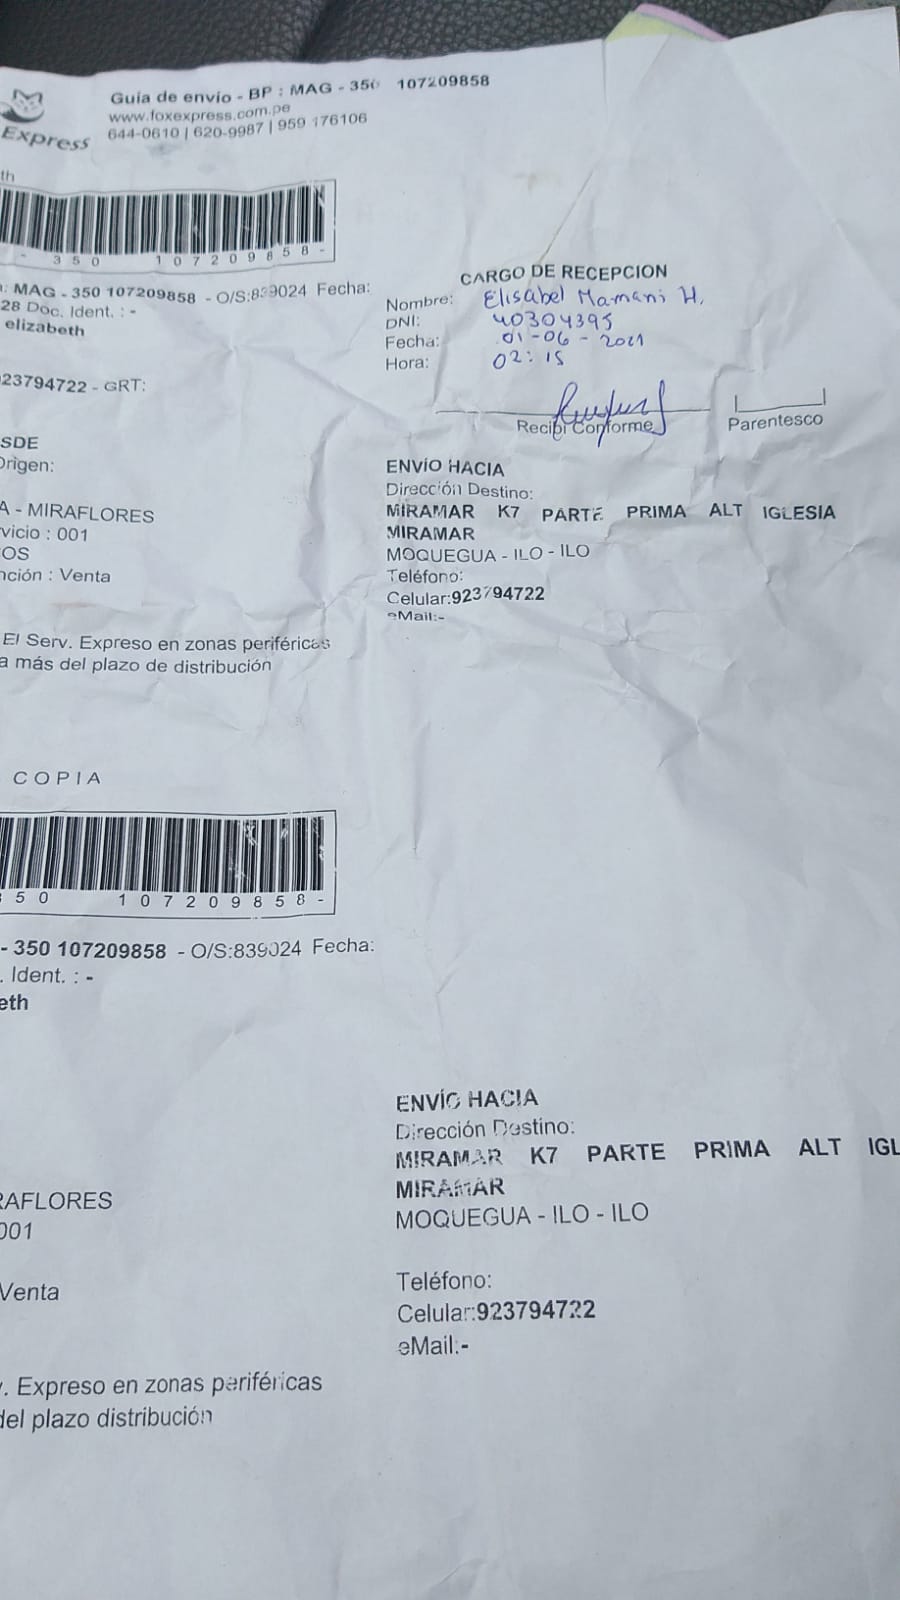 Guía de envío - BP : MAG - 350 107209858
www.foxexpress.com.pe
644-0610 | 620-9987 | 959 176106
Express
th
- 350 107209858-
: MAG - 350 107209858 - O/S:839024 Fecha:
28 Doc. Ident. : -
elizabeth
CARGO DE RECEPCION
Nombre: Elisabel Mamani H.
DNI: 40304395
Fecha: 01-06-2021
Hora: 02:15
23794722 - GRT:
Recibi Conforme
Parentesco
SDE
Origen:
A - MIRAFLORES
vicio : 001
OS
nción : Venta
ENVÍO HACIA
Dirección Destino:
MIRAMAR K7 PARTE PRIMA ALT IGLESIA
MIRAMAR
MOQUEGUA - ILO - ILO
Teléfono:
Celular:923794722
eMail:-
El Serv. Expreso en zonas periféricas
a más del plazo de distribución
COPIA
50 107209858-
- 350 107209858 - O/S:839024 Fecha:
. Ident. : -
eth
ENVÍO HACIA
Dirección Destino:
MIRAMAR K7 PARTE PRIMA ALT IGL
MIRAMAR
MOQUEGUA - ILO - ILO
RAFLORES
001
Venta
Teléfono:
Celular:923794722
eMail:-
. Expreso en zonas periféricas
del plazo distribución